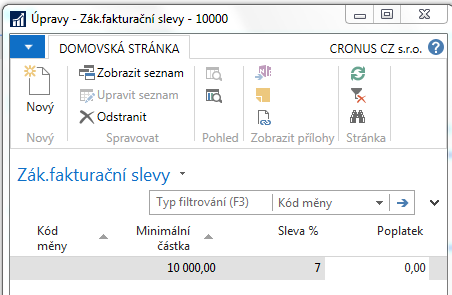 Úpravy - Zák.fakturační slevy - 10000
DOMOVSKÁ STRÁNKA
CRONUS CZ s.r.o.
Nový
Zobrazit seznam
Upravit seznam
Odstranit
Nový
Spravovat
Pohled
Zobrazit přílohy
Stránka
Zák.fakturační slevy
Typ filtrování (F3)
Kód měny
Kód měny
Minimální částka
Sleva %
Poplatek
10 000,00
7
0,00